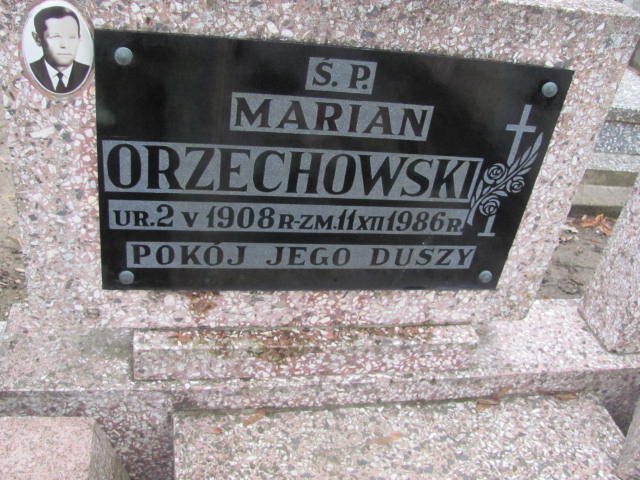 Ś. P.
MARIAN
ORZECHOWSKI
UR. 2 V 1908 R-ZM. 11 XII 1986 R.
POKÓJ JEGO DUSZY